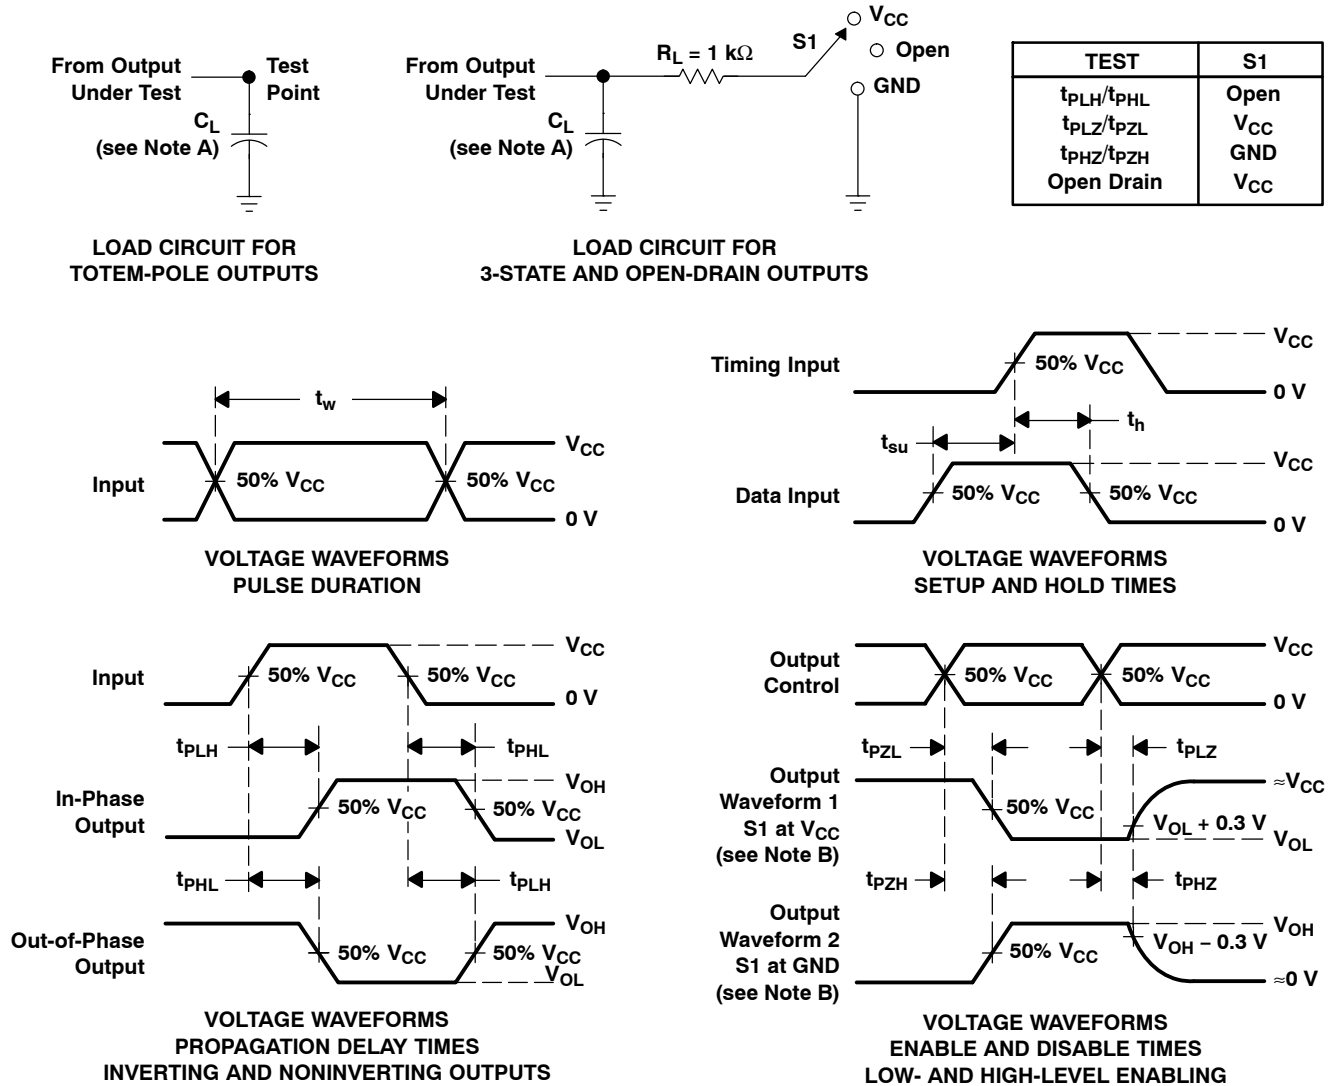 From Output
Under Test
Test
Point
CL
(see Note A)
LOAD CIRCUIT FOR
TOTEM-POLE OUTPUTS
From Output
Under Test
CL
(see Note A)
RL = 1 kΩ
S1
VCC
Open
GND
LOAD CIRCUIT FOR
3-STATE AND OPEN-DRAIN OUTPUTS
TEST S1
tPLH/tPHL Open
tPLZ/tPZL VCC
tPHZ/tPZH GND
Open Drain VCC
tw
Input
50% VCC
50% VCC
VCC
0 V
VOLTAGE WAVEFORMS
PULSE DURATION
Timing Input
50% VCC
VCC
0 V
tsu
th
Data Input
50% VCC
50% VCC
VCC
0 V
VOLTAGE WAVEFORMS
SETUP AND HOLD TIMES
Input
50% VCC
50% VCC
VCC
0 V
tPLH
tPHL
In-Phase
Output
50% VCC
50% VCC
VOH
VOL
tPHL
tPLH
Out-of-Phase
Output
50% VCC
50% VCC
VOH
VOL
VOLTAGE WAVEFORMS
PROPAGATION DELAY TIMES
INVERTING AND NONINVERTING OUTPUTS
Output
Control
50% VCC
50% VCC
VCC
0 V
tPZL
tPLZ
Output
Waveform 1
S1 at VCC
(see Note B)
50% VCC
VOL + 0.3 V
≈VCC
VOL
tPZH
tPHZ
Output
Waveform 2
S1 at GND
(see Note B)
50% VCC
VOH − 0.3 V
VOH
≈0 V
VOLTAGE WAVEFORMS
ENABLE AND DISABLE TIMES
LOW- AND HIGH-LEVEL ENABLING